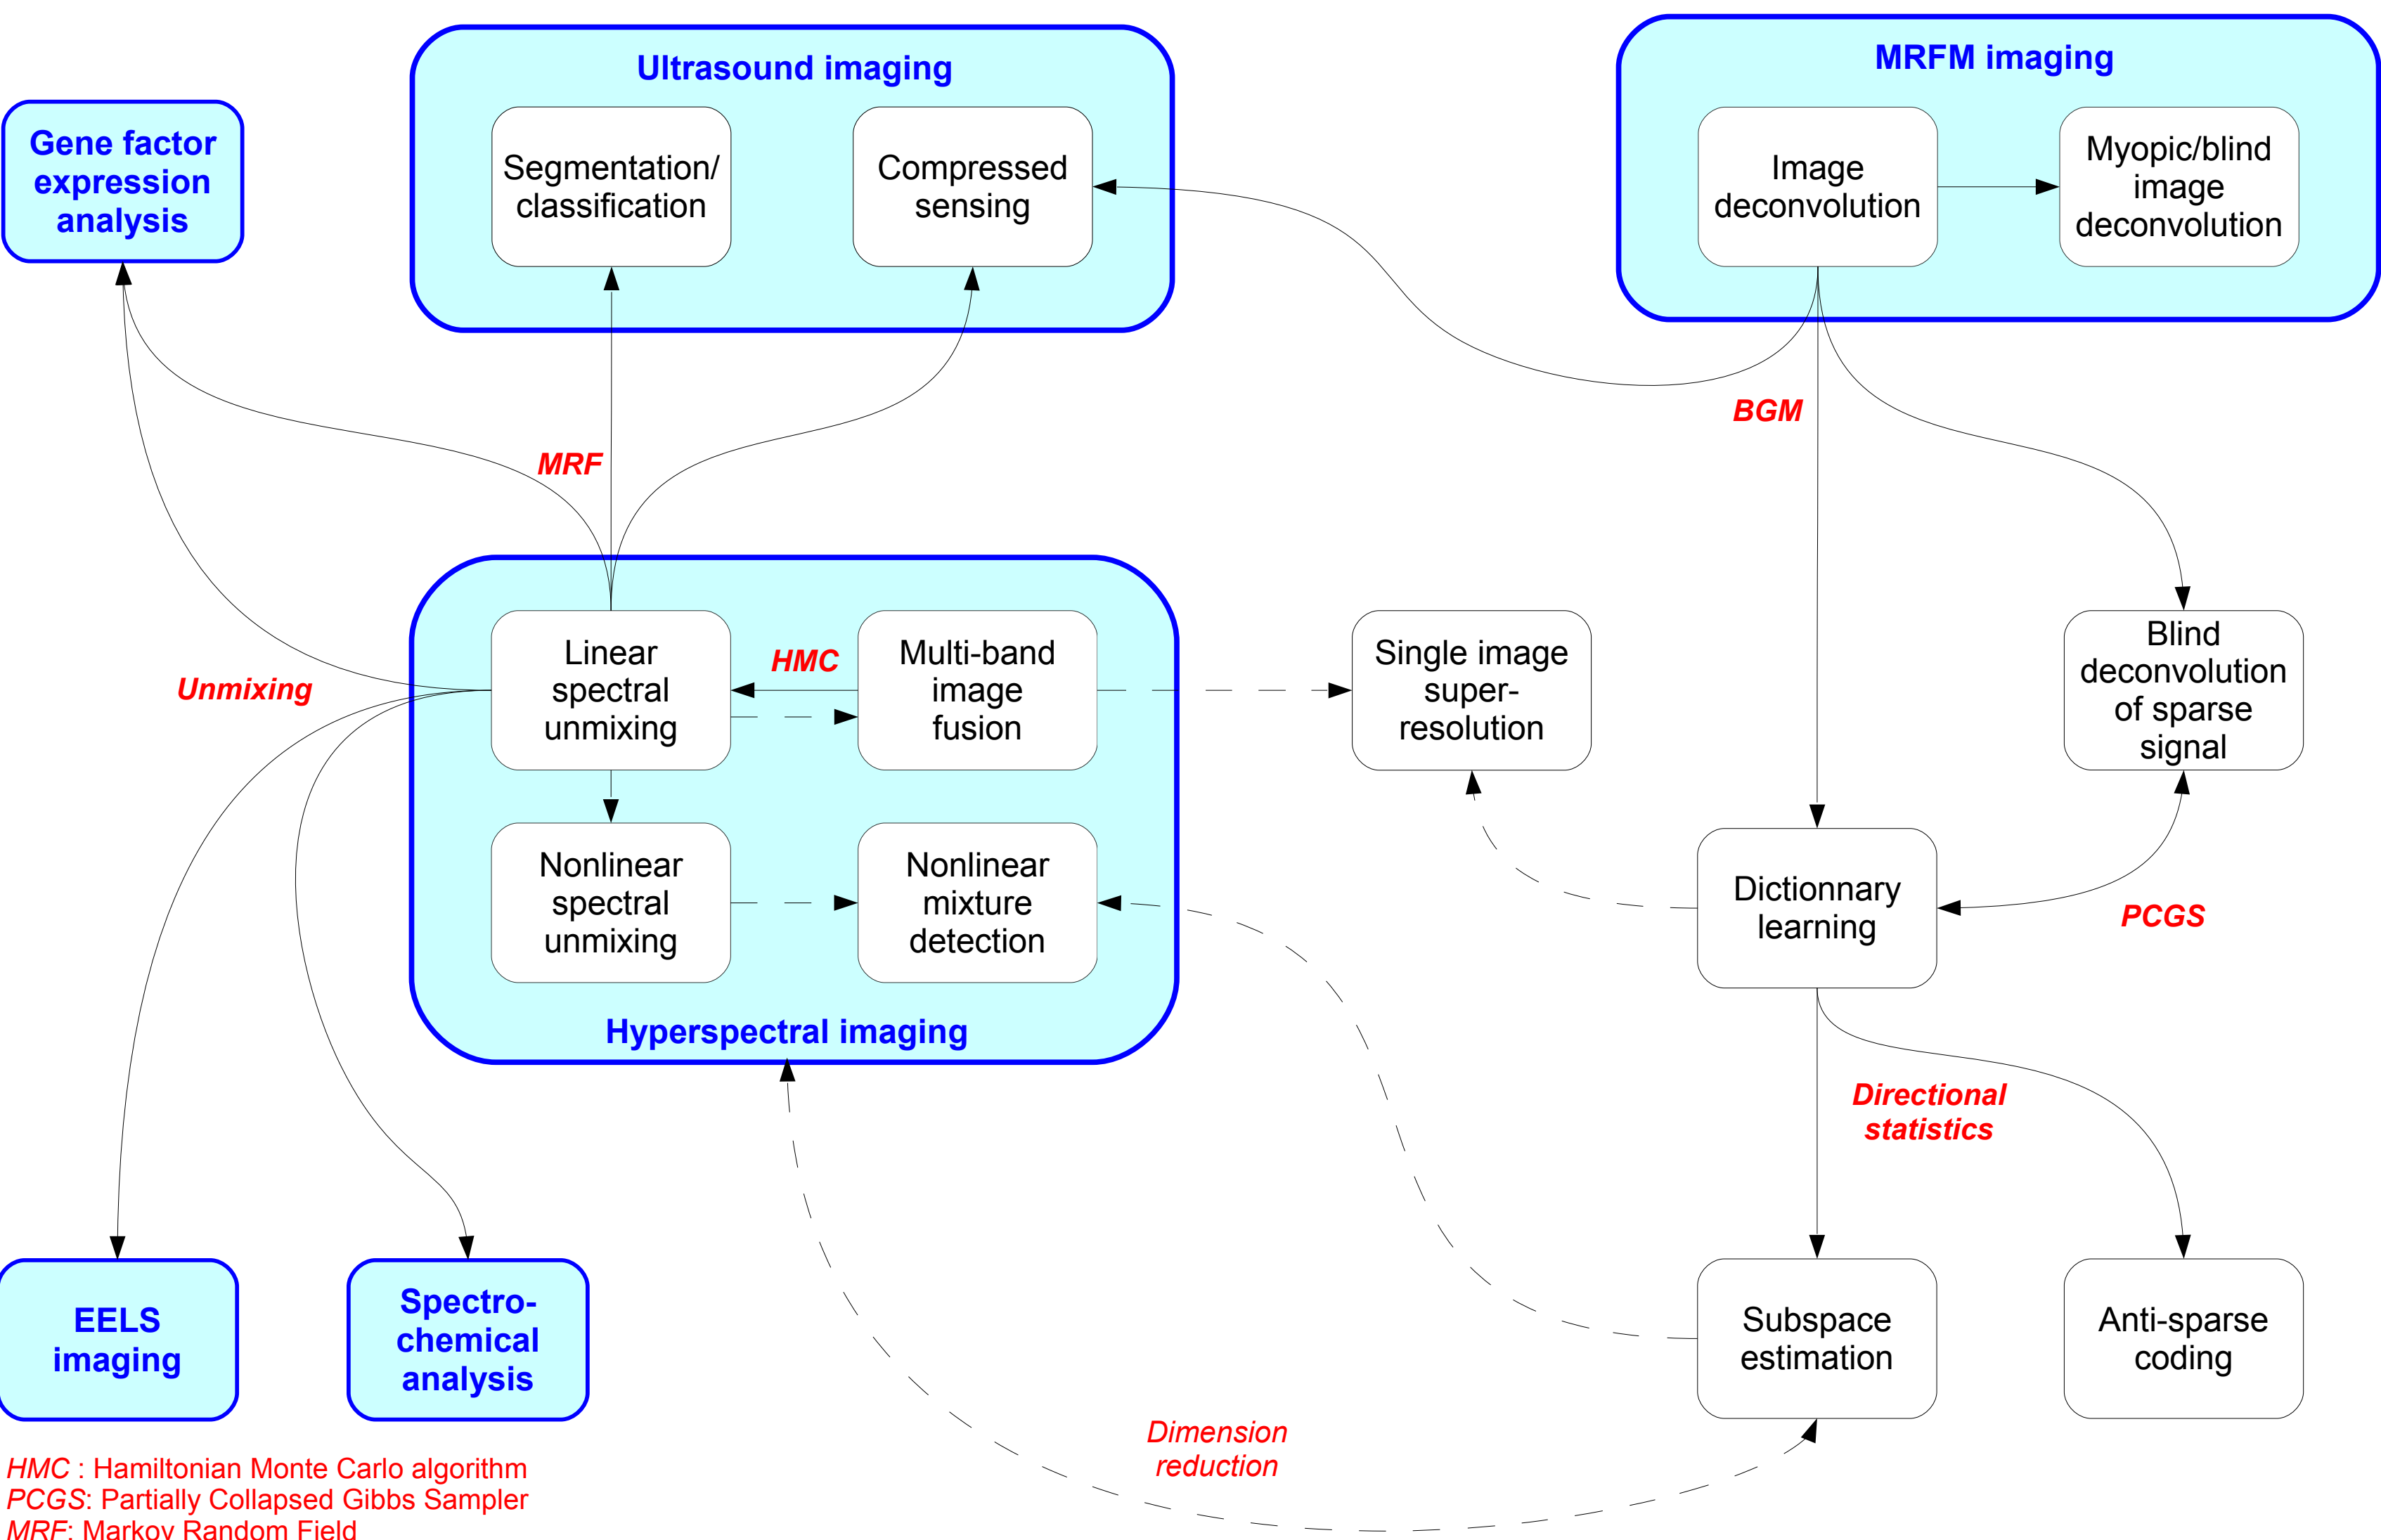 Ultrasound imaging
MRFM imaging
Gene factor
expression
analysis
Segmentation/
classification
Compressed
sensing
Image
deconvolution
Myopic/blind
image
deconvolution
BGM
MRF
Unmixing
Linear
spectral
unmixing
HMC
Multi-band
image
fusion
Single image
super-
resolution
Blind
deconvolution
of sparse
signal
Nonlinear
spectral
unmixing
Nonlinear
mixture
detection
Dictionnary
learning
PCGS
Hyperspectral imaging
Directional
statistics
EELS
imaging
Spectro-
chemical
analysis
Subspace
estimation
Anti-sparse
coding
Dimension
reduction
HMC : Hamiltonian Monte Carlo algorithm
PCGS: Partially Collapsed Gibbs Sampler
MRF: Markov Random Field